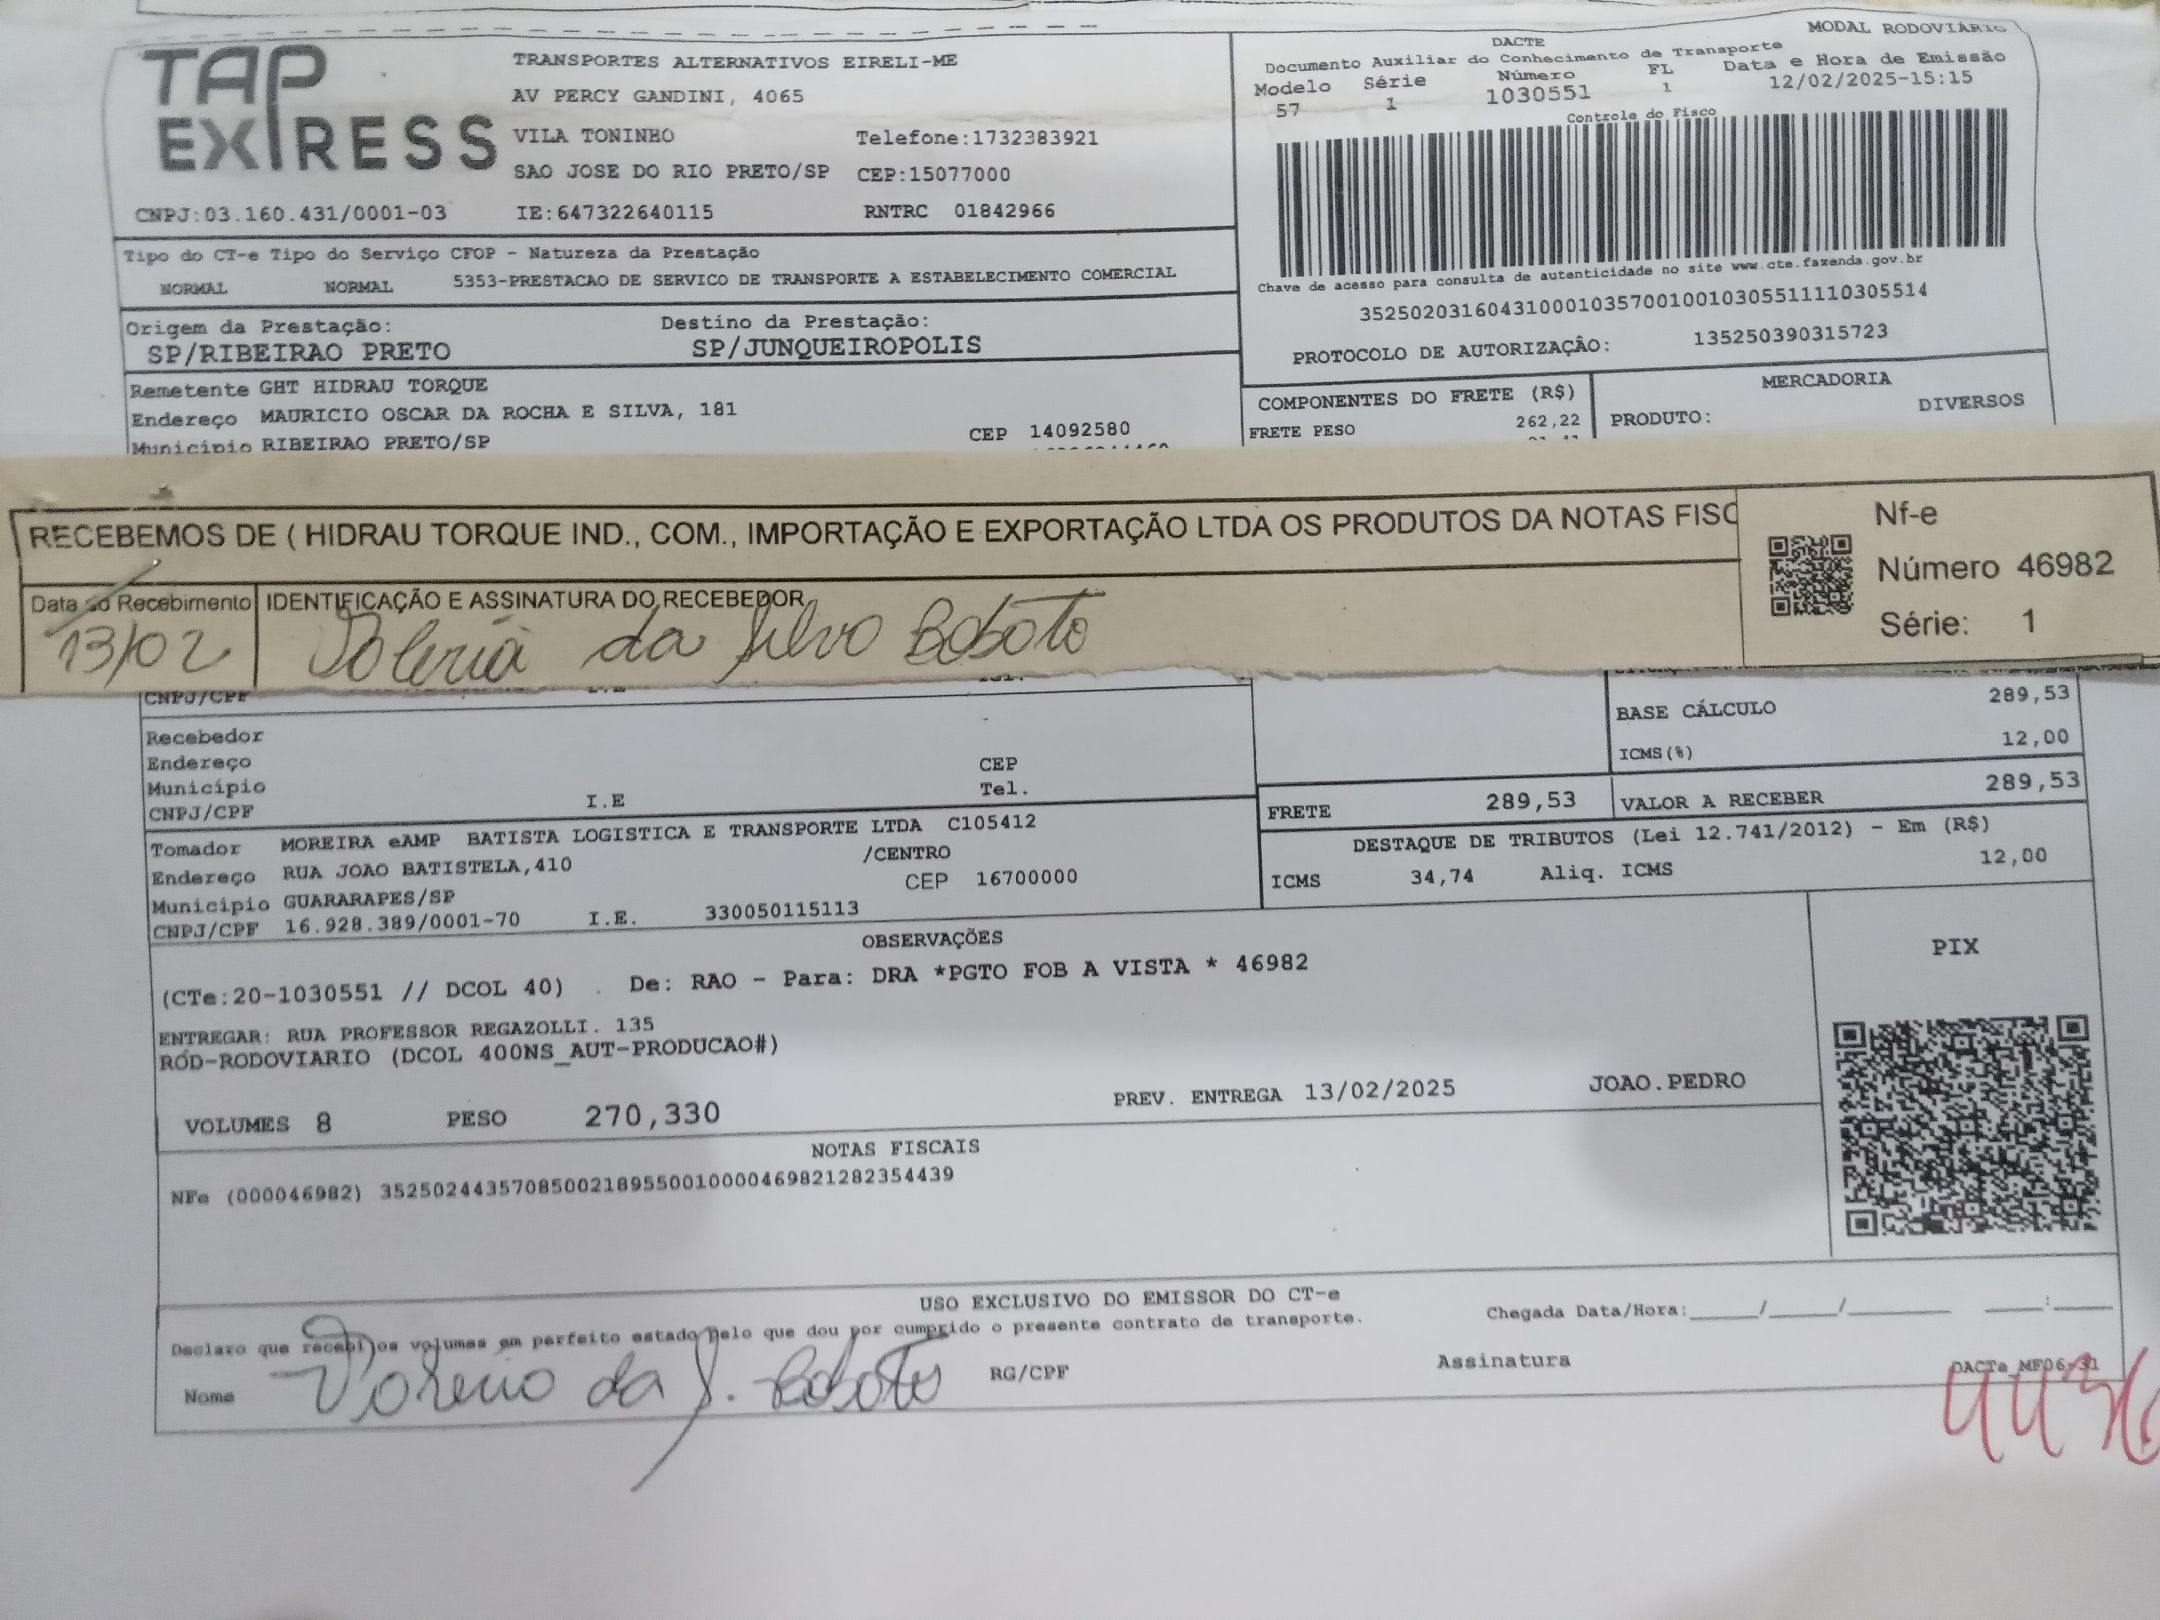 MODAL RODOVIÁRIO
TAP EXPRESS
TRANSPORTES ALTERNATIVOS EIRELI-ME
AV PERCY GANDINI, 4065
VILA TONINHO Telefone:1732383921
SAO JOSE DO RIO PRETO/SP CEP:15077000
CNPJ:03.160.431/0001-03 IE:647322640115 RNTRC 01842966
DACTE
Documento Auxiliar do Conhecimento de Transporte
Modelo Série Número FL Data e Hora de Emissão
57 1 1030551 1 12/02/2025-15:15
Controle do Fisco
Chave de acesso para consulta de autenticidade no site www.cte.fazenda.gov.br
35250203160431000103570010010305511110305514
PROTOCOLO DE AUTORIZAÇÃO: 135250390315723
Tipo do CT-e Tipo do Serviço CFOP - Natureza da Prestação
NORMAL NORMAL 5353-PRESTACAO DE SERVICO DE TRANSPORTE A ESTABELECIMENTO COMERCIAL
Origem da Prestação: Destino da Prestação:
SP/RIBEIRAO PRETO SP/JUNQUEIROPOLIS
Remetente GHT HIDRAU TORQUE
Endereço MAURICIO OSCAR DA ROCHA E SILVA, 181
Município RIBEIRAO PRETO/SP CEP 14092580
COMPONENTES DO FRETE (R$) MERCADORIA
FRETE PESO 262,22 PRODUTO: DIVERSOS
RECEBEMOS DE ( HIDRAU TORQUE IND., COM., IMPORTAÇÃO E EXPORTAÇÃO LTDA OS PRODUTOS DA NOTAS FISC
Data do Recebimento IDENTIFICAÇÃO E ASSINATURA DO RECEBEDOR
13/02 Valeria da Silva Boboto
Nf-e
Número 46982
Série: 1
CNPJ/CPF
Recebedor
Endereço CEP
Município Tel.
CNPJ/CPF I.E
BASE CÁLCULO 289,53
ICMS(%) 12,00
FRETE 289,53 VALOR A RECEBER 289,53
Tomador MOREIRA eAMP BATISTA LOGISTICA E TRANSPORTE LTDA C105412
Endereço RUA JOAO BATISTELA,410 /CENTRO
Município GUARARAPES/SP CEP 16700000
CNPJ/CPF 16.928.389/0001-70 I.E. 330050115113
DESTAQUE DE TRIBUTOS (Lei 12.741/2012) - Em (R$)
ICMS 34,74 Aliq. ICMS 12,00
OBSERVAÇÕES
(CTe:20-1030551 // DCOL 40) . De: RAO - Para: DRA *PGTO FOB A VISTA * 46982
ENTREGAR: RUA PROFESSOR REGAZOLLI. 135
ROD-RODOVIARIO (DCOL 400NS_AUT-PRODUCAO#)
VOLUMES 8 PESO 270,330 PREV. ENTREGA 13/02/2025 JOAO.PEDRO
PIX
NOTAS FISCAIS
NFe (000046982) 35250244357085002189550010000469821282354439
USO EXCLUSIVO DO EMISSOR DO CT-e
Declaro que recebi os volumes em perfeito estado pelo que dou por cumprido o presente contrato de transporte.
Chegada Data/Hora:____/____/______ ____:____
Nome Valeria da S. Boboto RG/CPF Assinatura
DACTe_MF06-31